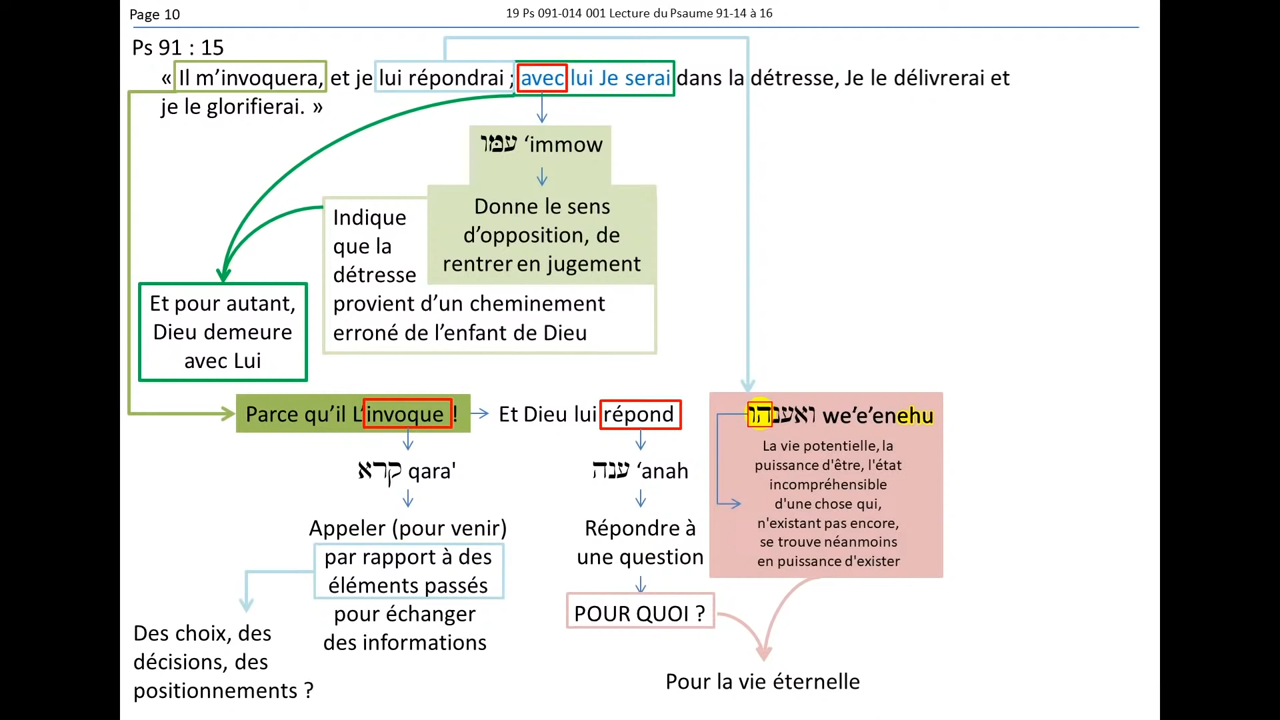 Page 10
19 Ps 091-014 001 Lecture du Psaume 91-14 à 16
Ps 91 : 15
« Il m’invoquera, et je lui répondrai ; avec lui Je serai dans la détresse, Je le délivrerai et
je le glorifierai. »
עמּו ‘immow
Donne le sens
d’opposition, de
rentrer en jugement
Indique
que la
détresse
provient d’un cheminement
erroné de l’enfant de Dieu
Et pour autant,
Dieu demeure
avec Lui
Parce qu’il L’invoque !
Et Dieu lui répond
ואענהו we’e’enehu
La vie potentielle, la
puissance d'être, l'état
incompréhensible
d'une chose qui,
n'existant pas encore,
se trouve néanmoins
en puissance d'exister
קרא qara'
ענה ‘anah
Appeler (pour venir)
par rapport à des
éléments passés
pour échanger
des informations
Répondre à
une question
POUR QUOI ?
Des choix, des
décisions, des
positionnements ?
Pour la vie éternelle